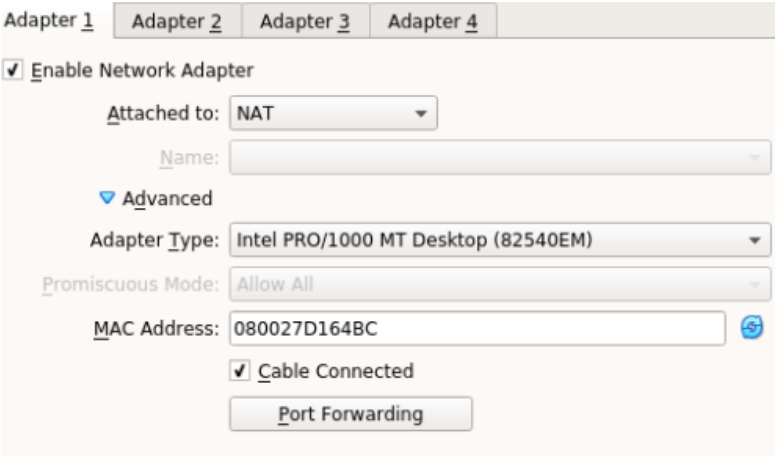 Adapter 1 Adapter 2 Adapter 3 Adapter 4
Enable Network Adapter
Attached to: NAT
Name:
Advanced
Adapter Type: Intel PRO/1000 MT Desktop (82540EM)
Promiscuous Mode: Allow All
MAC Address: 080027D164BC
Cable Connected
Port Forwarding